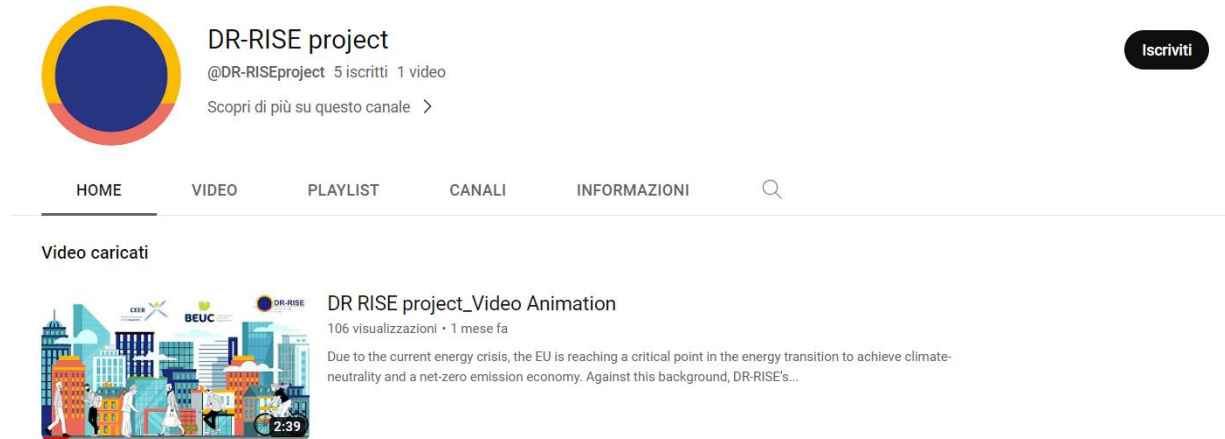 DR-RISE project
Iscriviti
@DR-RISEproject 5 iscritti 1 video
Scopri di più su questo canale
HOME VIDEO PLAYLIST CANALI INFORMAZIONI
Video caricati
CEER
BEUC
DR-RISE
2:39
DR RISE project_Video Animation
106 visualizzazioni • 1 mese fa
Due to the current energy crisis, the EU is reaching a critical point in the energy transition to achieve climate-
neutrality and a net-zero emission economy. Against this background, DR-RISE's...